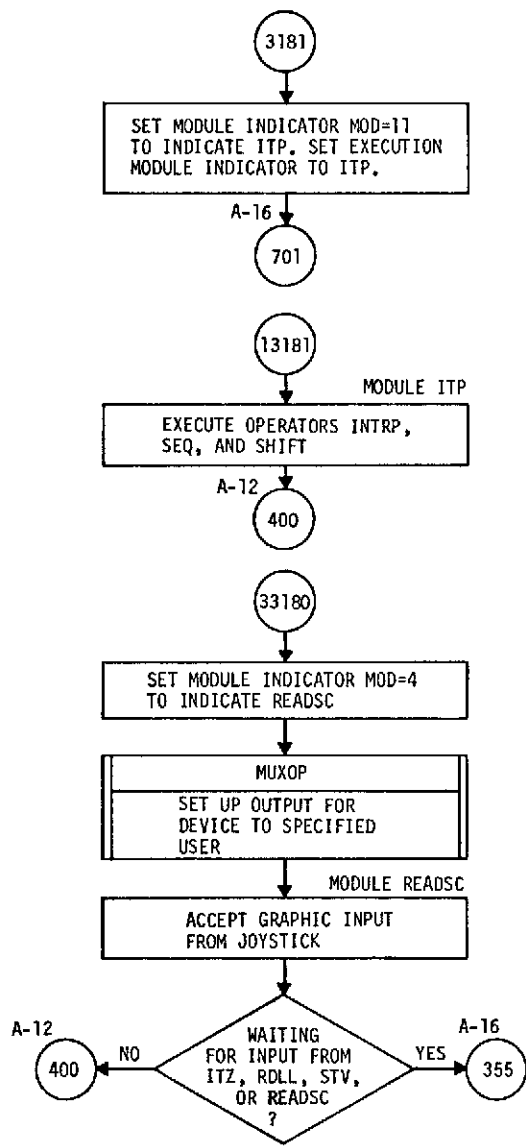 3181
SET MODULE INDICATOR MOD=11
TO INDICATE ITP. SET EXECUTION
MODULE INDICATOR TO ITP.
A-16
701
13181
MODULE ITP
EXECUTE OPERATORS INTRP,
SEQ, AND SHIFT
A-12
400
33180
SET MODULE INDICATOR MOD=4
TO INDICATE READSC
MUXOP
SET UP OUTPUT FOR
DEVICE TO SPECIFIED
USER
MODULE READSC
ACCEPT GRAPHIC INPUT
FROM JOYSTICK
WAITING
FOR INPUT FROM
ITZ, RDLL, STV,
OR READSC
?
A-12
NO
400
A-16
YES
355